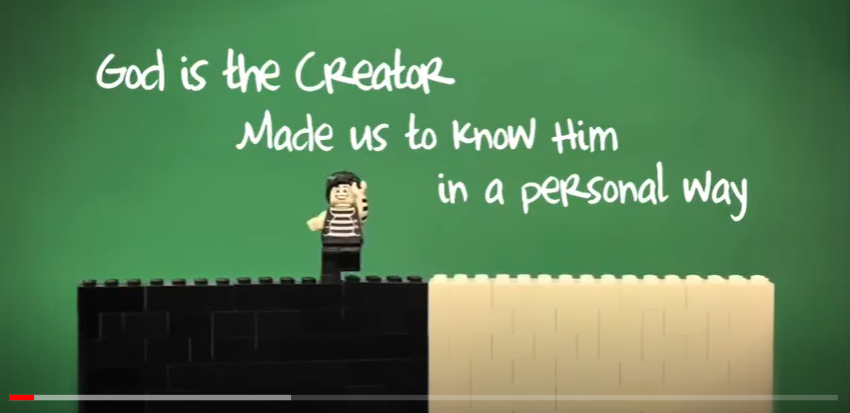 God is the Creator
Made us to know Him
in a personal way